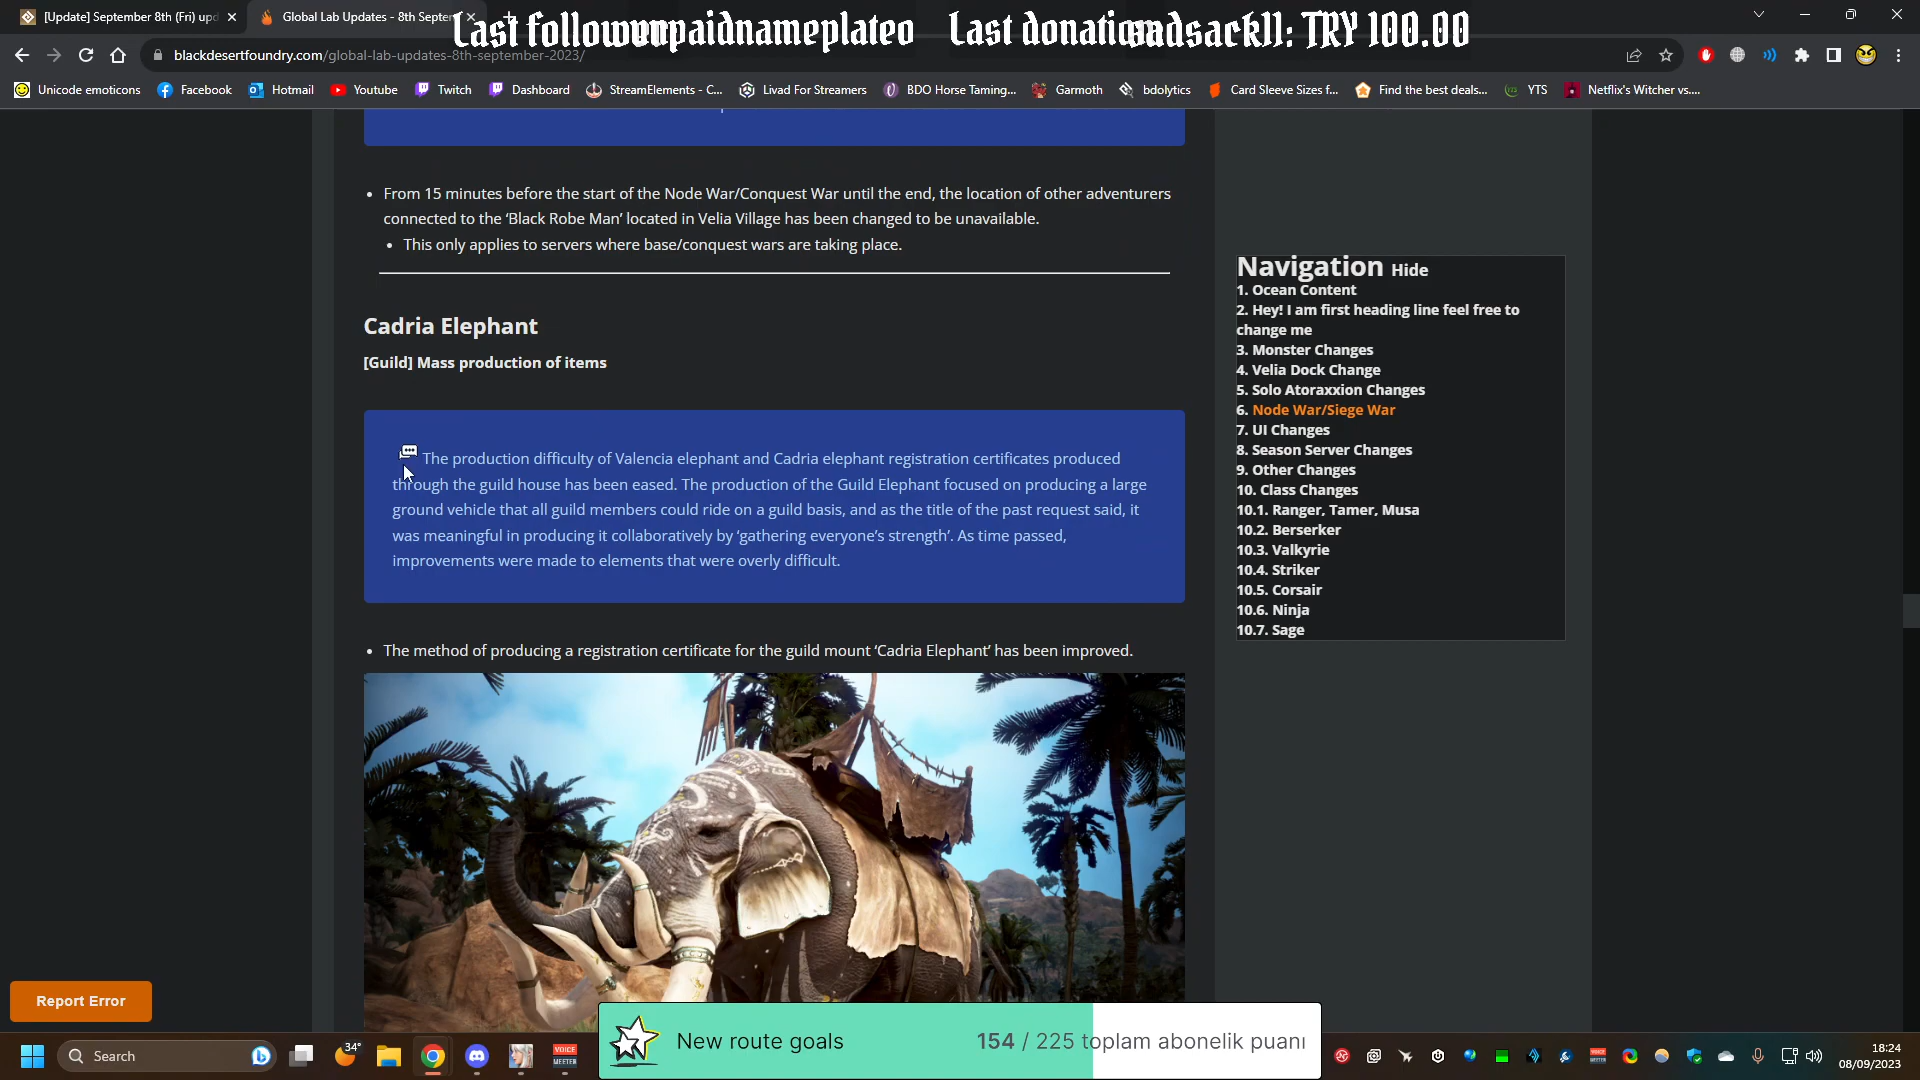 [Update] September 8th (Fri) upd
Global Lab Updates - 8th Septem
Last follower
unpaidnameplateo
Last donation
sadsack11: TRY 100.00
blackdesertfoundry.com/global-lab-updates-8th-september-2023/
Unicode emoticons
Facebook
Hotmail
Youtube
Twitch
Dashboard
StreamElements - C...
Livad For Streamers
BDO Horse Taming...
Garmoth
bdolytics
Card Sleeve Sizes f...
Find the best deals...
YTS
Netflix's Witcher vs....
• From 15 minutes before the start of the Node War/Conquest War until the end, the location of other adventurers
connected to the ‘Black Robe Man’ located in Velia Village has been changed to be unavailable.
• This only applies to servers where base/conquest wars are taking place.
Cadria Elephant
[Guild] Mass production of items
The production difficulty of Valencia elephant and Cadria elephant registration certificates produced
through the guild house has been eased. The production of the Guild Elephant focused on producing a large
ground vehicle that all guild members could ride on a guild basis, and as the title of the past request said, it
was meaningful in producing it collaboratively by ‘gathering everyone’s strength’. As time passed,
improvements were made to elements that were overly difficult.
• The method of producing a registration certificate for the guild mount ‘Cadria Elephant’ has been improved.
Navigation Hide
1. Ocean Content
2. Hey! I am first heading line feel free to
change me
3. Monster Changes
4. Velia Dock Change
5. Solo Atoraxxion Changes
6. Node War/Siege War
7. UI Changes
8. Season Server Changes
9. Other Changes
10. Class Changes
10.1. Ranger, Tamer, Musa
10.2. Berserker
10.3. Valkyrie
10.4. Striker
10.5. Corsair
10.6. Ninja
10.7. Sage
Report Error
New route goals
154 / 225 toplam abonelik puanı
Search
34°
VOICE
MEETER
18:24
08/09/2023